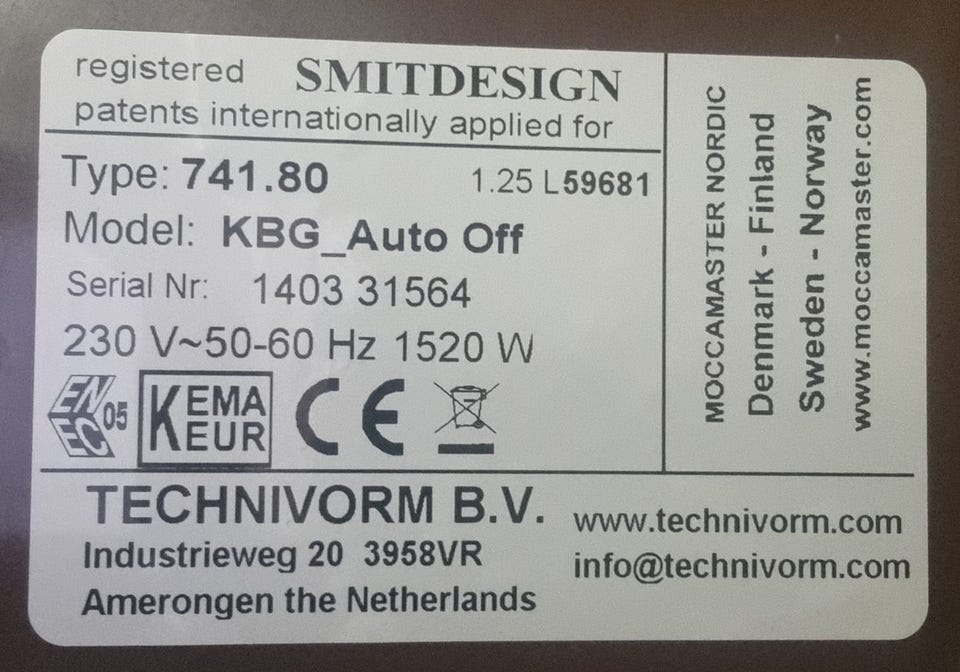 registered SMITDESIGN
patents internationally applied for
Type: 741.80 1.25 L59681
Model: KBG_Auto Off
Serial Nr: 1403 31564
230 V~50-60 Hz 1520 W
ENEC 05 KEMA KEUR CE
MOCCAMASTER NORDIC
Denmark - Finland
Sweden - Norway
www.moccamaster.com
TECHNIVORM B.V. www.technivorm.com
Industrieweg 20 3958VR info@technivorm.com
Amerongen the Netherlands